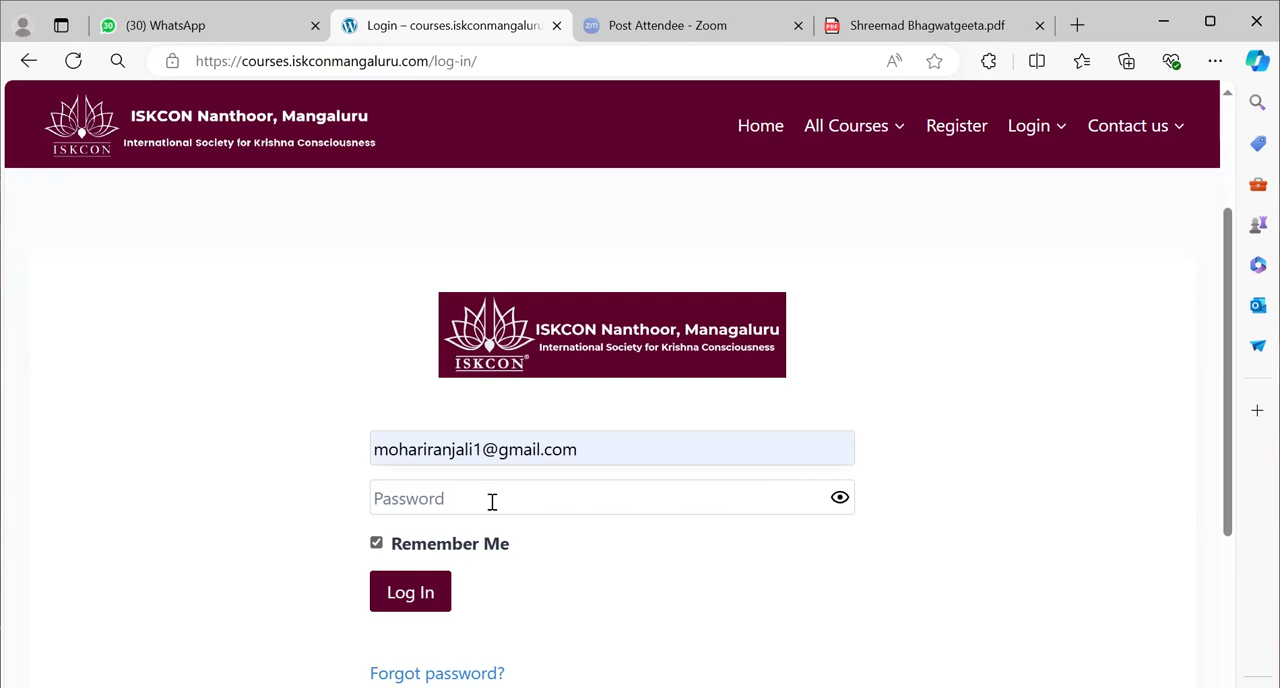 (30) WhatsApp
Login – courses.iskconmangaluru.
Post Attendee - Zoom
Shreemad Bhagwatgeeta.pdf
https://courses.iskconmangaluru.com/log-in/
ISKCON Nanthoor, Mangaluru
International Society for Krishna Consciousness
ISKCON
Home
All Courses
Register
Login
Contact us
ISKCON Nanthoor, Managaluru
International Society for Krishna Consciousness
ISKCON®
mohariranjali1@gmail.com
Password
Remember Me
Log In
Forgot password?